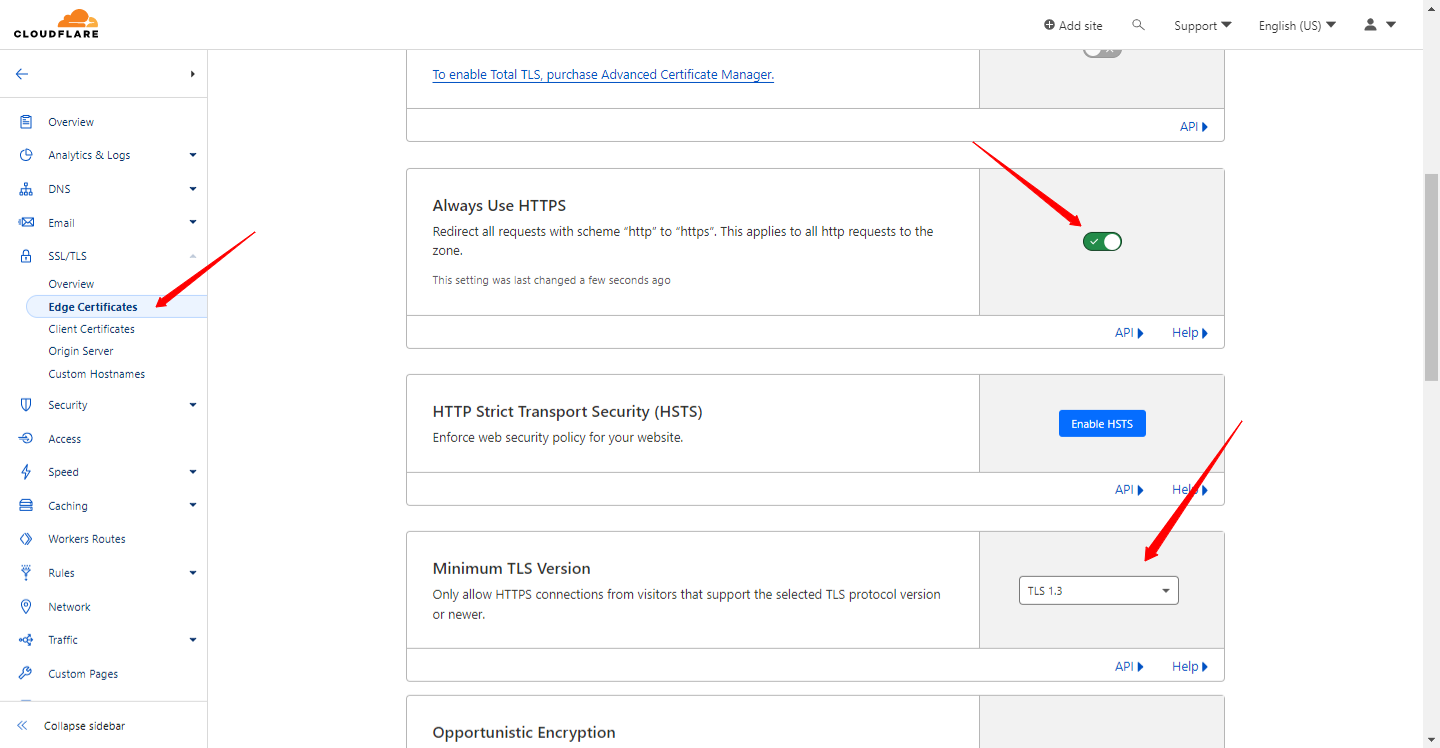 CLOUDFLARE
Add site
Support
English (US)
Overview
Analytics & Logs
DNS
Email
SSL/TLS
Overview
Edge Certificates
Client Certificates
Origin Server
Custom Hostnames
Security
Access
Speed
Caching
Workers Routes
Rules
Network
Traffic
Custom Pages
Collapse sidebar
To enable Total TLS, purchase Advanced Certificate Manager.
API
Always Use HTTPS
Redirect all requests with scheme “http” to “https”. This applies to all http requests to the
zone.
This setting was last changed a few seconds ago
API Help
HTTP Strict Transport Security (HSTS)
Enforce web security policy for your website.
Enable HSTS
API Help
Minimum TLS Version
Only allow HTTPS connections from visitors that support the selected TLS protocol version
or newer.
TLS 1.3
API Help
Opportunistic Encryption